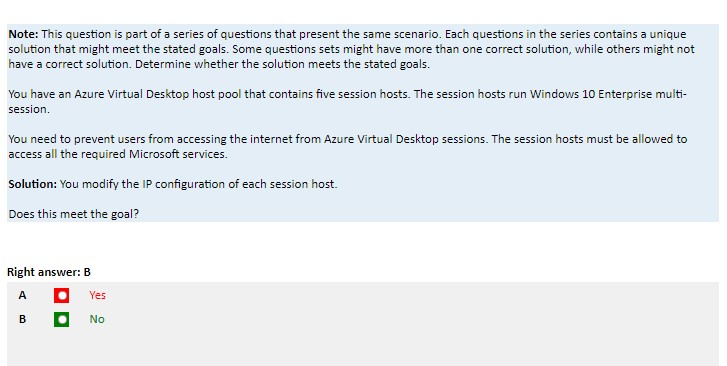 Note: This question is part of a series of questions that present the same scenario. Each questions in the series contains a unique
solution that might meet the stated goals. Some questions sets might have more than one correct solution, while others might not
have a correct solution. Determine whether the solution meets the stated goals.
You have an Azure Virtual Desktop host pool that contains five session hosts. The session hosts run Windows 10 Enterprise multi-
session.
You need to prevent users from accessing the internet from Azure Virtual Desktop sessions. The session hosts must be allowed to
access all the required Microsoft services.
Solution: You modify the IP configuration of each session host.
Does this meet the goal?
Right answer: B
A Yes
B No